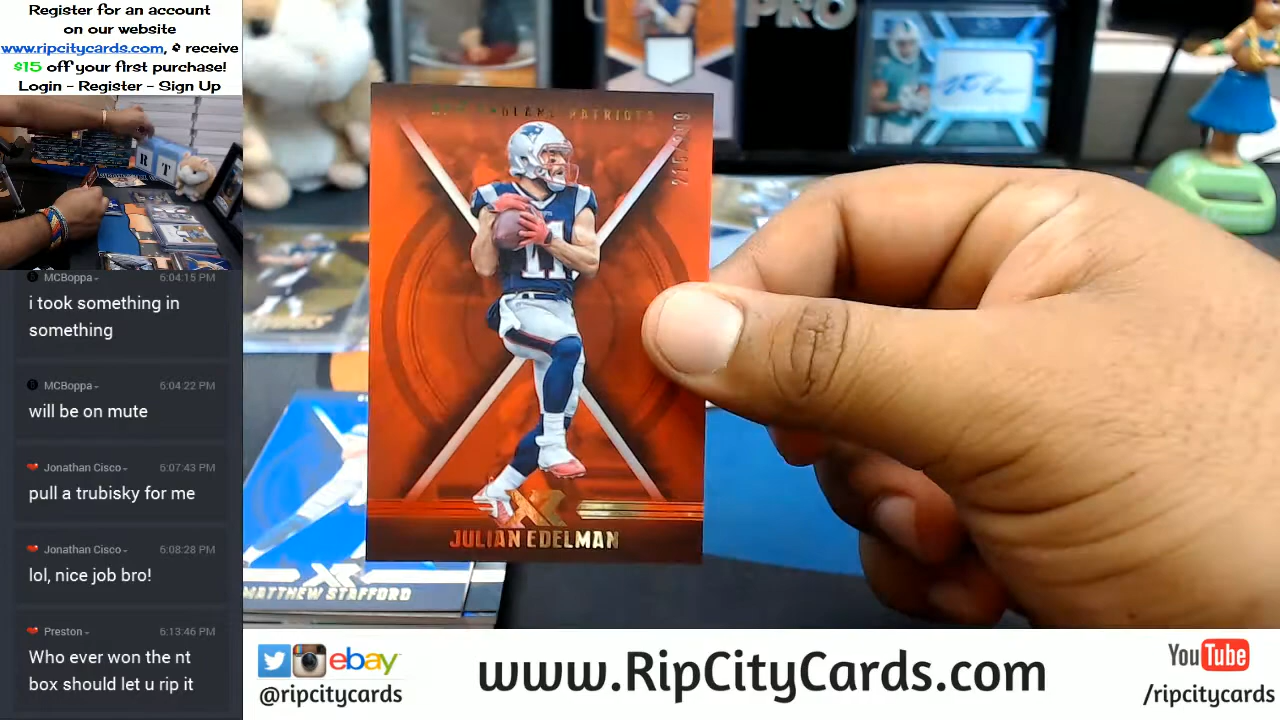 Register for an account
on our website
www.ripcitycards.com, & receive
$15 off your first purchase!
Login - Register - Sign Up
R T
MCBoppa 6:04:15 PM
i took something in
something
MCBoppa 6:04:22 PM
will be on mute
Jonathan Cisco 6:07:43 PM
pull a trubisky for me
Jonathan Cisco 6:08:28 PM
lol, nice job bro!
Preston 6:13:46 PM
Who ever won the nt
box should let u rip it
PRO
PATRIOTS
11
XR
JULIAN EDELMAN
XR
MATTHEW STAFFORD
ebay
@ripcitycards
www.RipCityCards.com
YouTube
/ripcitycards